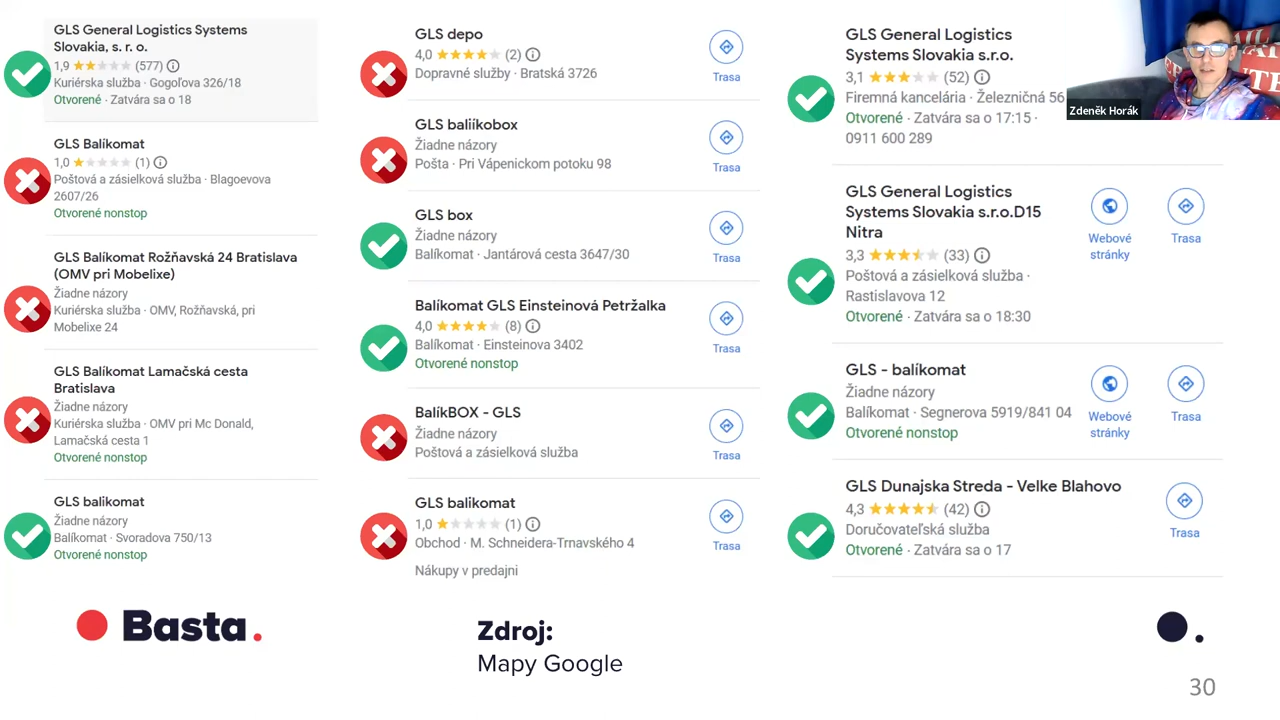 GLS General Logistics Systems
Slovakia, s. r. o.
1,9 (577)
Kuriérska služba · Gogoľova 326/18
Otvorené · Zatvára sa o 18
GLS Balíkomat
1,0 (1)
Poštová a zásielková služba · Blagoevova
2607/26
Otvorené nonstop
GLS Balíkomat Rožňavská 24 Bratislava
(OMV pri Mobelixe)
Žiadne názory
Kuriérska služba · OMV, Rožňavská, pri
Mobelixe 24
GLS Balíkomat Lamačská cesta
Bratislava
Žiadne názory
Kuriérska služba · OMV pri Mc Donald,
Lamačská cesta 1
Otvorené nonstop
GLS balikomat
Žiadne názory
Balíkomat · Svoradova 750/13
Otvorené nonstop
GLS depo
4,0 (2)
Dopravné služby · Bratská 3726
Trasa
GLS baliíkobox
Žiadne názory
Pošta · Pri Vápenickom potoku 98
Trasa
GLS box
Žiadne názory
Balíkomat · Jantárová cesta 3647/30
Trasa
Balíkomat GLS Einsteinová Petržalka
4,0 (8)
Balíkomat · Einsteinova 3402
Otvorené nonstop
Trasa
BalíkBOX - GLS
Žiadne názory
Poštová a zásielková služba
Trasa
GLS balikomat
1,0 (1)
Obchod · M. Schneidera-Trnavského 4
Nákupy v predajni
Trasa
GLS General Logistics
Systems Slovakia s.r.o.
3,1 (52)
Firemná kancelária · Železničná 56
Otvorené · Zatvára sa o 17:15 ·
0911 600 289
GLS General Logistics
Systems Slovakia s.r.o.D15
Nitra
3,3 (33)
Poštová a zásielková služba ·
Rastislavova 12
Otvorené · Zatvára sa o 18:30
Webové
stránky
Trasa
GLS - balíkomat
Žiadne názory
Balíkomat · Segnerova 5919/841 04
Otvorené nonstop
Webové
stránky
Trasa
GLS Dunajska Streda - Velke Blahovo
4,3 (42)
Doručovateľská služba
Otvorené · Zatvára sa o 17
Trasa
Zdeněk Horák
Basta.
Zdroj:
Mapy Google
30